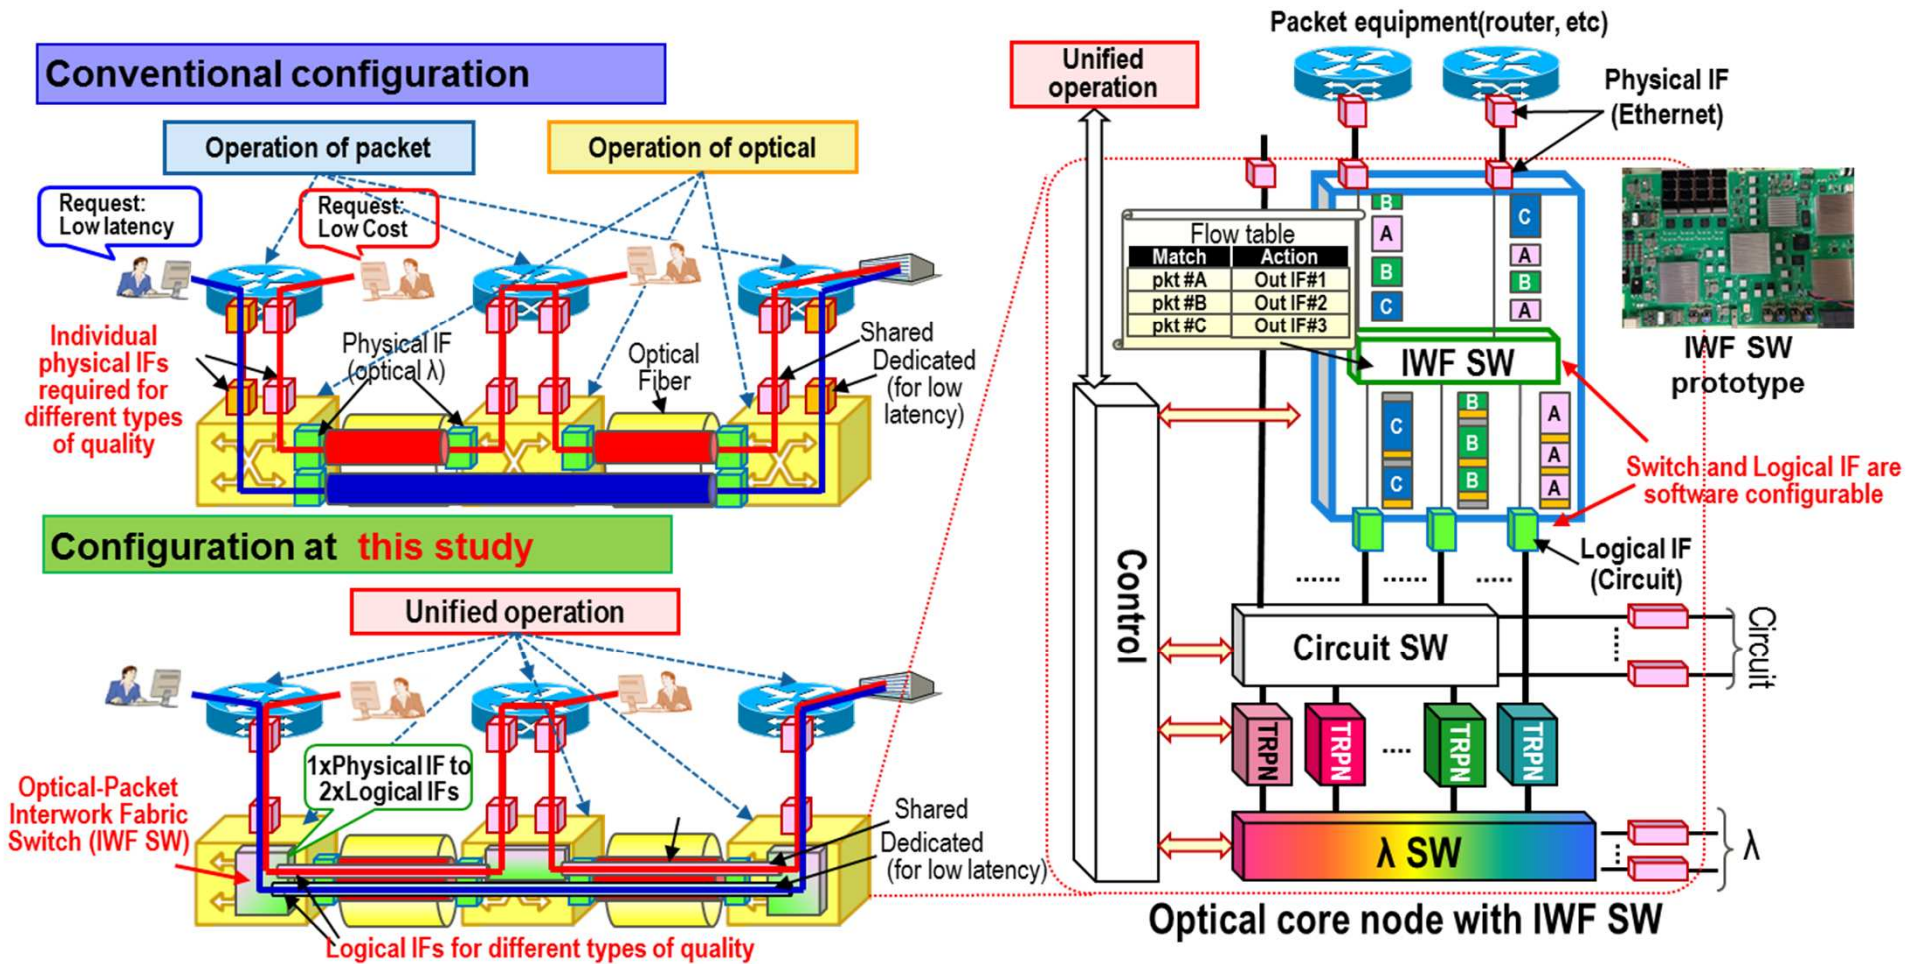 Conventional configuration
Operation of packet
Operation of optical
Request:
Low latency
Request:
Low Cost
Individual
physical IFs
required for
different types
of quality
Physical IF
(optical λ)
Optical
Fiber
Shared
Dedicated
(for low
latency)
Configuration at this study
Unified operation
1xPhysical IF to
2xLogical IFs
Optical-Packet
Interwork Fabric
Switch (IWF SW)
Shared
Dedicated
(for low latency)
Logical IFs for different types of quality
Packet equipment(router, etc)
Unified
operation
Physical IF
(Ethernet)
Flow table
Match Action
pkt #A Out IF#1
pkt #B Out IF#2
pkt #C Out IF#3
B
A
B
C
C
A
B
A
IWF SW
IWF SW
prototype
C
C
B
B
B
A
A
A
Switch and Logical IF are
software configurable
Logical IF
(Circuit)
......
......
.....
Control
Circuit SW
Circuit
TRPN
TRPN
....
TRPN
TRPN
λ SW
λ
Optical core node with IWF SW